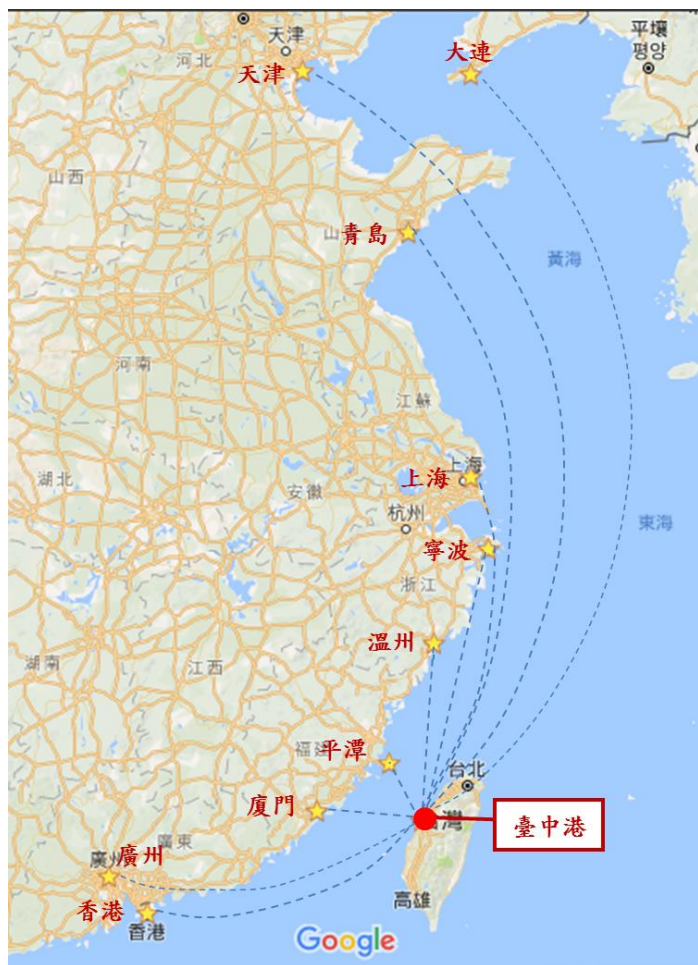 天津
平壤
평양
河北
天津
大連
山西
山
青島
黃海
河南
江蘇
上海
上海
湖北
安徽
杭州
東海
寧波
浙江
溫州
湖南
江西
福建
平潭
台北
廈門
台灣
臺中港
廣東
廣州
廣州
香港
香港
高雄
Google